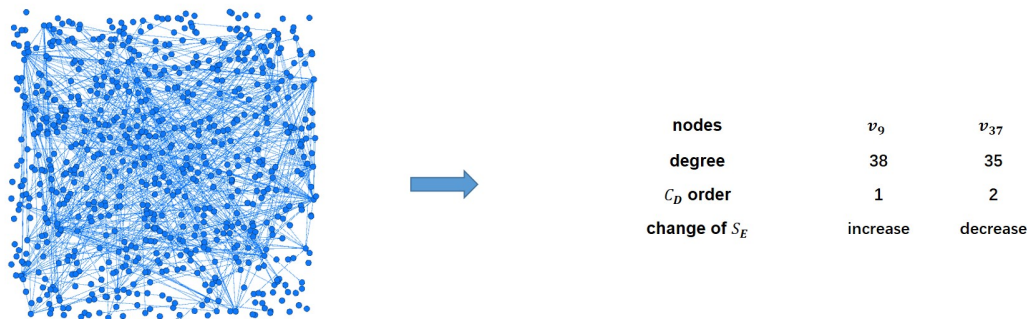 nodes v₉ v₃₇
degree 38 35
C_D order 1 2
change of S_E increase decrease